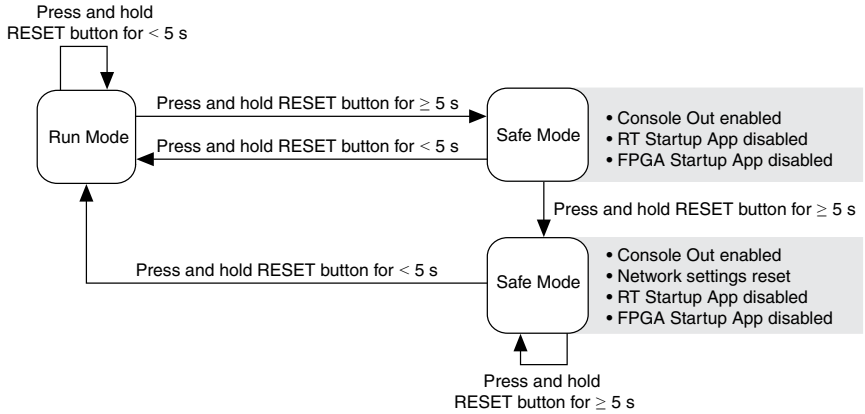 Press and hold
RESET button for < 5 s
Run Mode
Press and hold RESET button for ≥ 5 s
Press and hold RESET button for < 5 s
Safe Mode
• Console Out enabled
• RT Startup App disabled
• FPGA Startup App disabled
Press and hold RESET button for ≥ 5 s
Press and hold RESET button for < 5 s
Safe Mode
• Console Out enabled
• Network settings reset
• RT Startup App disabled
• FPGA Startup App disabled
Press and hold
RESET button for ≥ 5 s